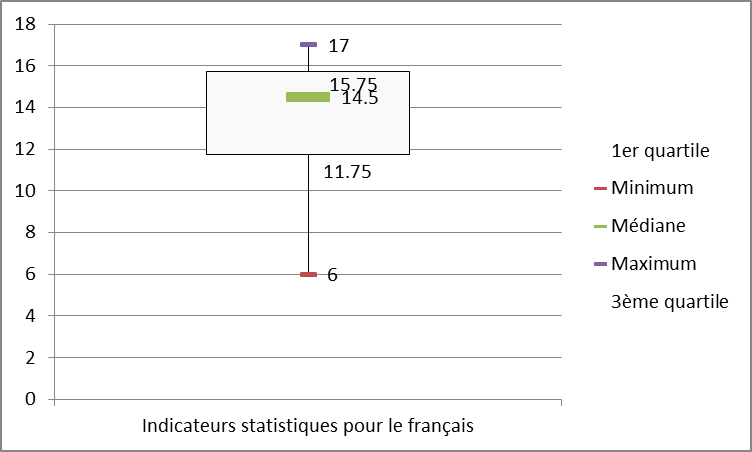 18
16
14
12
10
8
6
4
2
0
17
15.75
14.5
11.75
6
Indicateurs statistiques pour le français
1er quartile
Minimum
Médiane
Maximum
3ème quartile